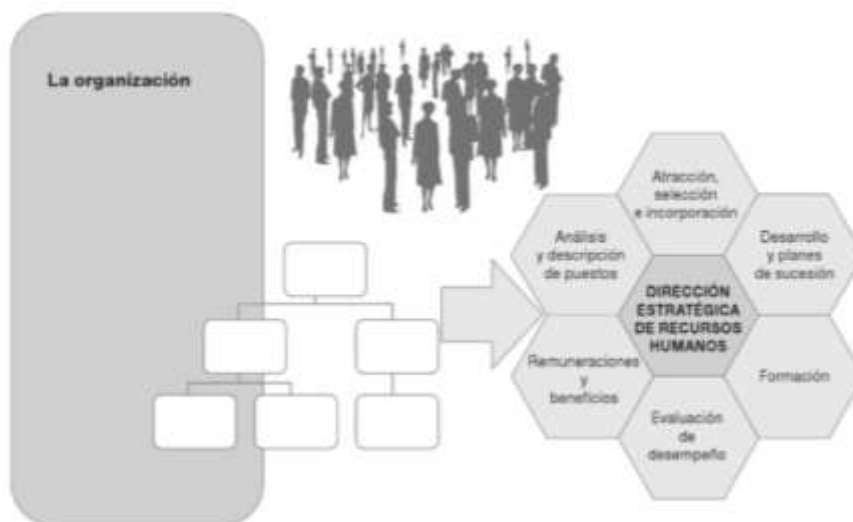 La organización
Atracción,
selección
e incorporación
Análisis
y descripción
de puestos
Desarrollo
y planes
de sucesión
DIRECCIÓN
ESTRATÉGICA
DE RECURSOS
HUMANOS
Remuneraciones
y
beneficios
Formación
Evaluación
de
desempeño